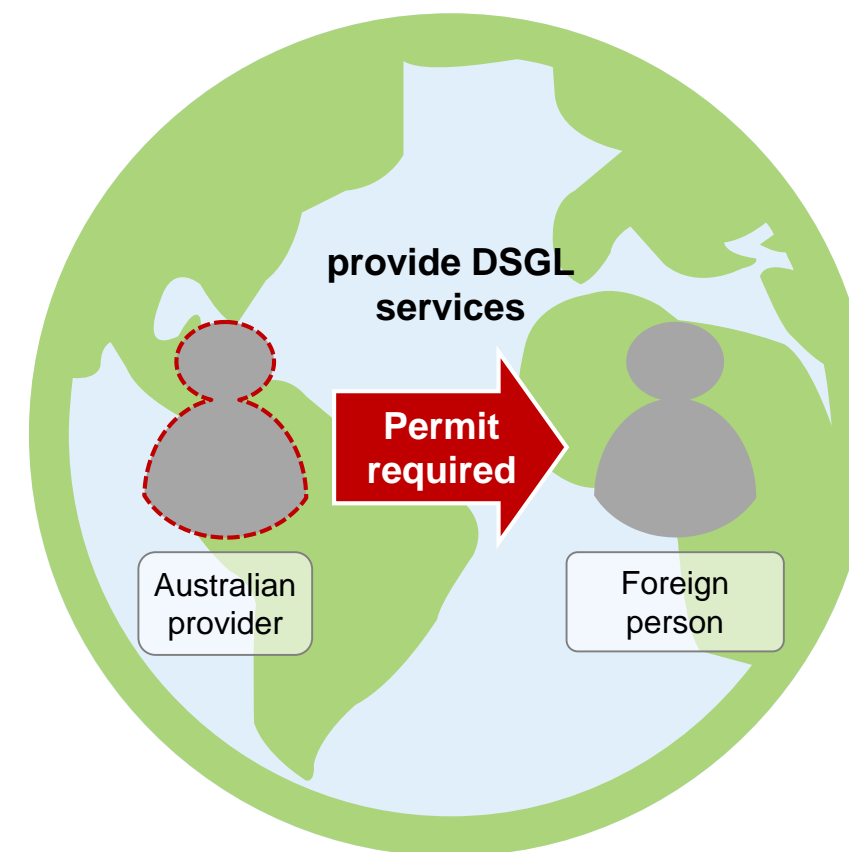 provide DSGL
services
Permit
required
Australian
provider
Foreign
person